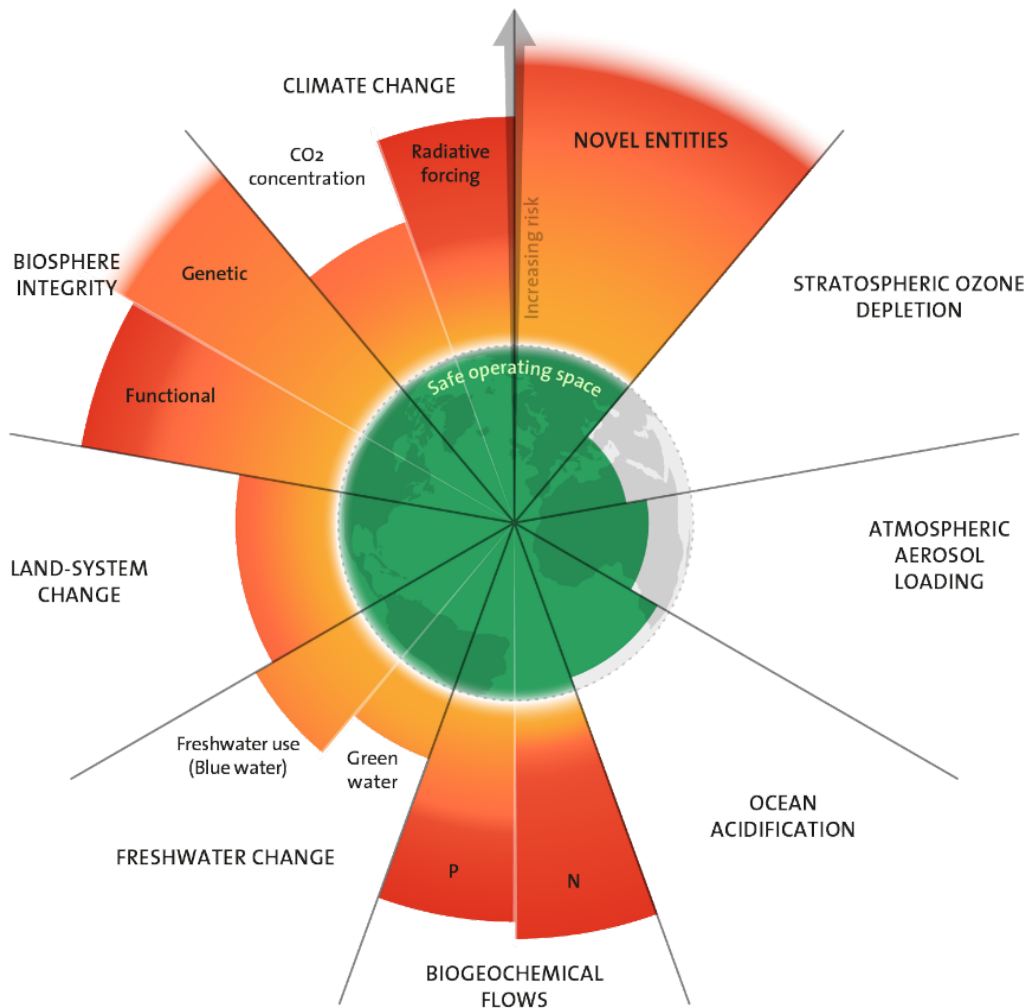 CLIMATE CHANGE
CO2
concentration
Radiative
forcing
NOVEL ENTITIES
Increasing risk
BIOSPHERE
INTEGRITY
Genetic
Functional
STRATOSPHERIC OZONE
DEPLETION
Safe operating space
ATMOSPHERIC
AEROSOL
LOADING
LAND-SYSTEM
CHANGE
Freshwater use
(Blue water)
Green
water
FRESHWATER CHANGE
P
N
OCEAN
ACIDIFICATION
BIOGEOCHEMICAL
FLOWS